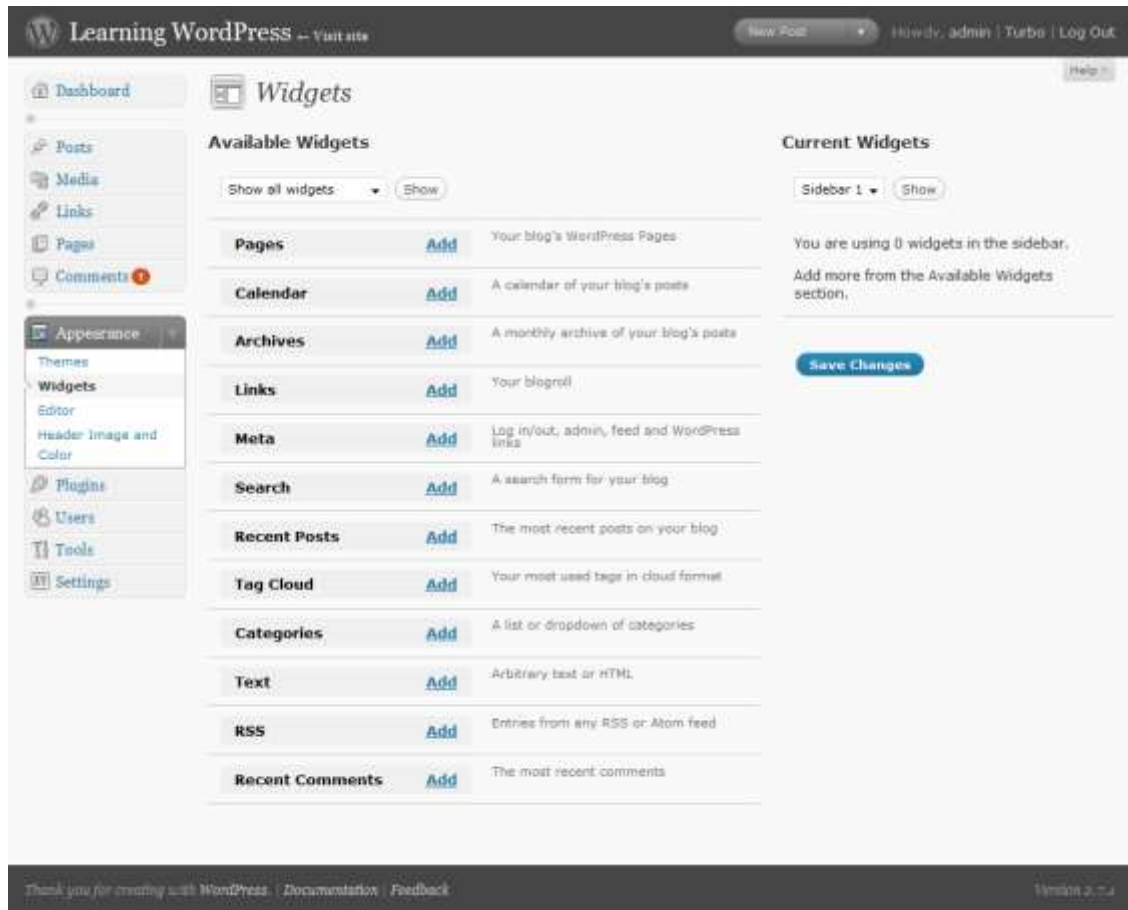 Learning WordPress ← Visit site
New Post
Howdy, admin | Turbo | Log Out
Help
Dashboard
Posts
Media
Links
Pages
Comments 1
Appearance
Themes
Widgets
Editor
Header Image and
Color
Plugins
Users
Tools
Settings
Widgets
Available Widgets
Show all widgets Show
Pages Add Your blog's WordPress Pages
Calendar Add A calendar of your blog's posts
Archives Add A monthly archive of your blog's posts
Links Add Your blogroll
Meta Add Log in/out, admin, feed and WordPress
links
Search Add A search form for your blog
Recent Posts Add The most recent posts on your blog
Tag Cloud Add Your most used tags in cloud format
Categories Add A list or dropdown of categories
Text Add Arbitrary text or HTML
RSS Add Entries from any RSS or Atom feed
Recent Comments Add The most recent comments
Current Widgets
Sidebar 1 Show
You are using 0 widgets in the sidebar.
Add more from the Available Widgets
section.
Save Changes
Thank you for creating with WordPress. | Documentation | Feedback
Version 2.7.1